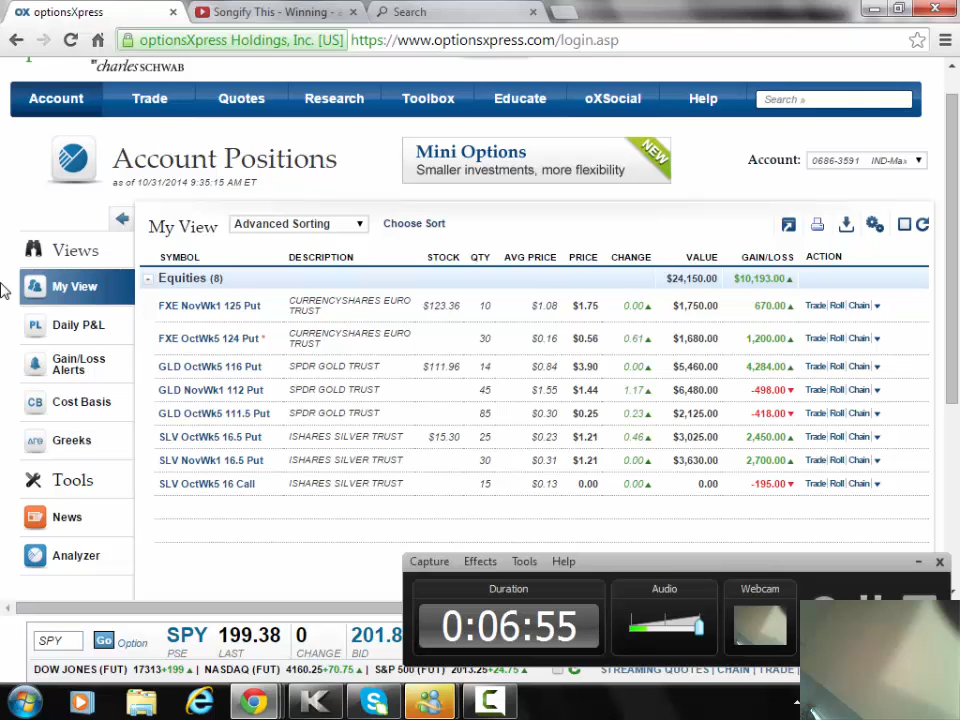 optionsXpress
Songify This - Winning -
Search
optionsXpress Holdings, Inc. [US] https://www.optionsxpress.com/login.asp
by charles SCHWAB
Account Trade Quotes Research Toolbox Educate oXSocial Help Search »
Account Positions
as of 10/31/2014 9:35:15 AM ET
Mini Options
Smaller investments, more flexibility
NEW
Account: 0686-3591 IND-Max
My View Advanced Sorting Choose Sort
Views
My View
PL Daily P&L
Gain/Loss Alerts
CB Cost Basis
Greeks
Tools
News
Analyzer
SYMBOL DESCRIPTION STOCK QTY AVG PRICE PRICE CHANGE VALUE GAIN/LOSS ACTION
Equities (8) $24,150.00 $10,193.00
FXE NovWk1 125 Put CURRENCYSHARES EURO TRUST $123.36 10 $1.08 $1.75 0.00 $1,750.00 670.00 Trade Roll Chain
FXE OctWk5 124 Put * CURRENCYSHARES EURO TRUST 30 $0.16 $0.56 0.61 $1,680.00 1,200.00 Trade Roll Chain
GLD OctWk5 116 Put SPDR GOLD TRUST $111.96 14 $0.84 $3.90 0.00 $5,460.00 4,284.00 Trade Roll Chain
GLD NovWk1 112 Put SPDR GOLD TRUST 45 $1.55 $1.44 1.17 $6,480.00 -498.00 Trade Roll Chain
GLD OctWk5 111.5 Put SPDR GOLD TRUST 85 $0.30 $0.25 0.23 $2,125.00 -418.00 Trade Roll Chain
SLV OctWk5 16.5 Put ISHARES SILVER TRUST $15.30 25 $0.23 $1.21 0.46 $3,025.00 2,450.00 Trade Roll Chain
SLV NovWk1 16.5 Put ISHARES SILVER TRUST 30 $0.31 $1.21 0.00 $3,630.00 2,700.00 Trade Roll Chain
SLV OctWk5 16 Call ISHARES SILVER TRUST 15 $0.13 0.00 0.00 0.00 -195.00 Trade Roll Chain
Capture Effects Tools Help
Duration Audio Webcam
0:06:55
SPY Go Option SPY 199.38 0 201.8
PSE LAST CHANGE BID
DOW JONES (FUT) 17313+199 NASDAQ (FUT) 4160.25+70.75 S&P 500 (FUT) 2013.25+24.75 STREAMING QUOTES | CHAIN | TRADE